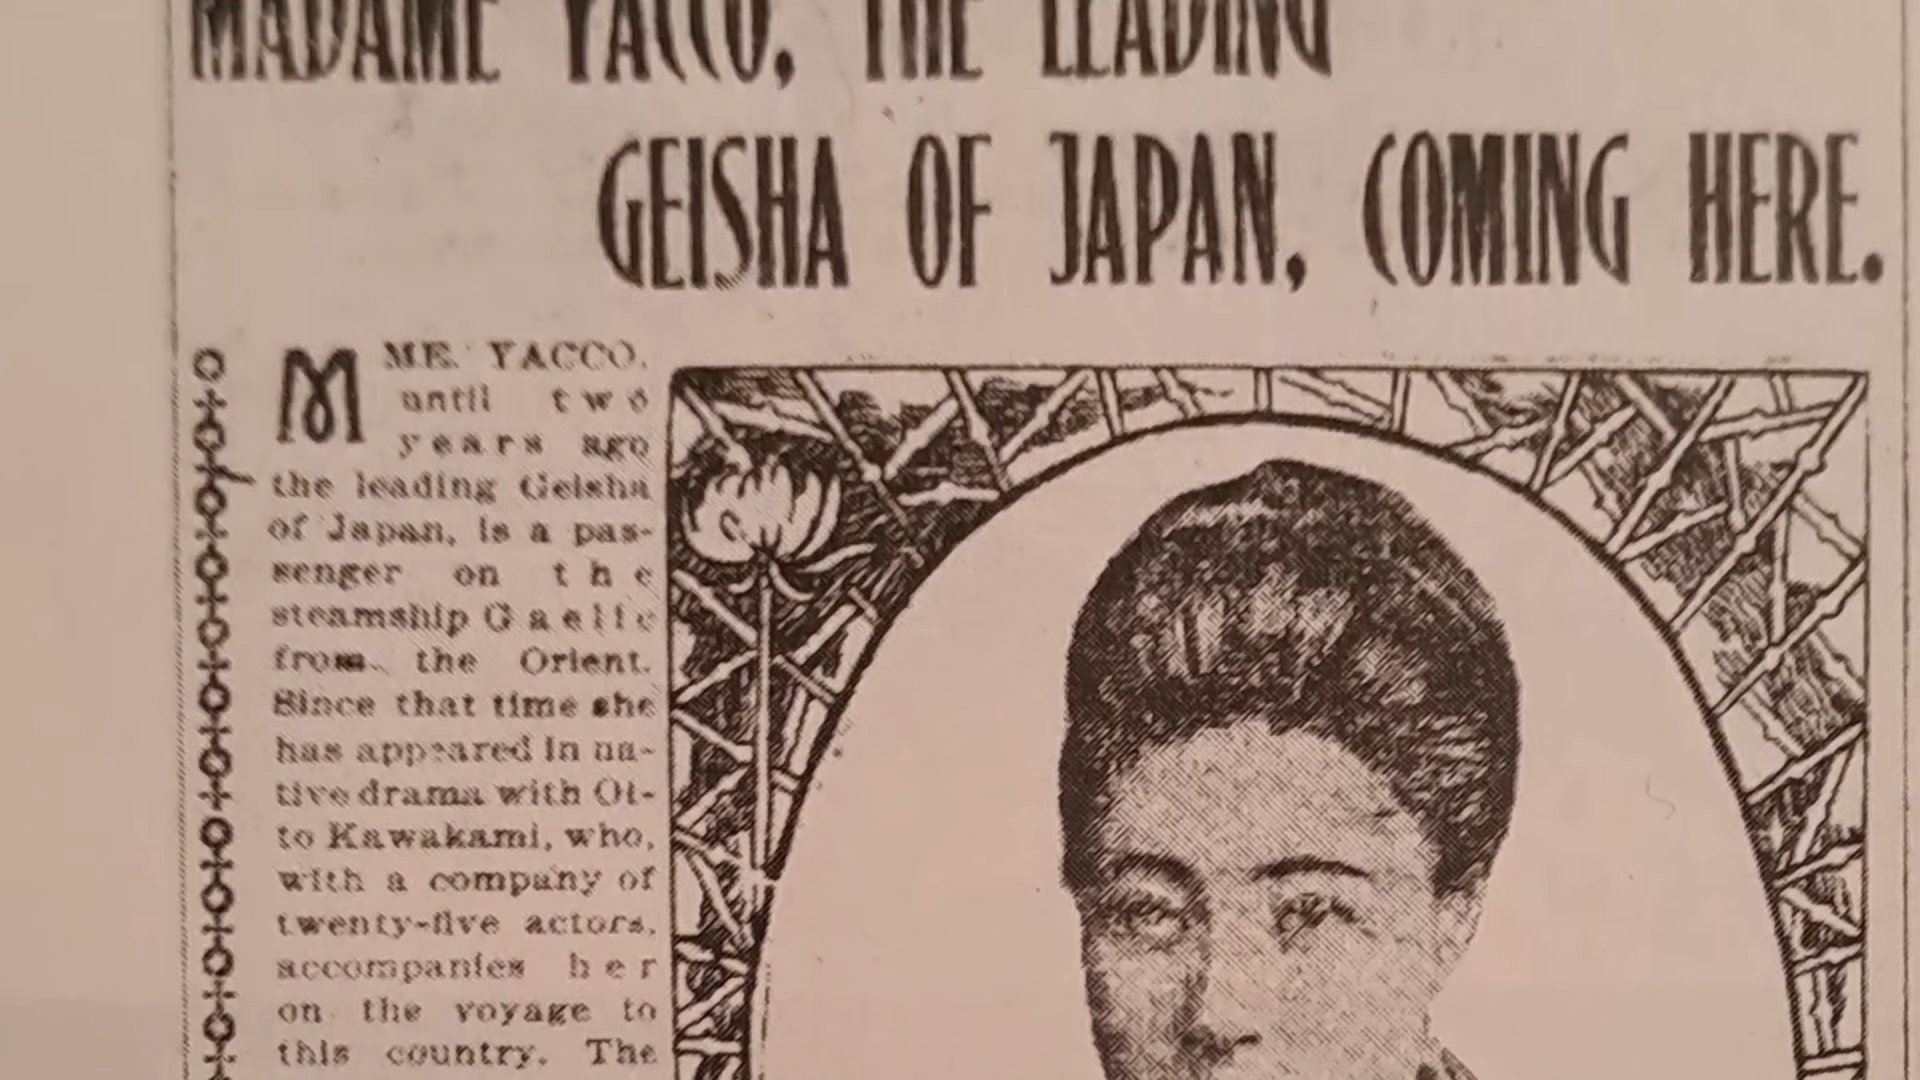 MADAME YACCO, THE LEADING
GEISHA OF JAPAN, COMING HERE.
MME. YACCO,
until two
years ago
the leading Geisha
of Japan, is a pas-
senger on the
steamship Gaelic
from the Orient.
Since that time she
has appeared in na-
tive drama with Ot-
to Kawakami, who,
with a company of
twenty-five actors,
accompanies her
on the voyage to
this country. The